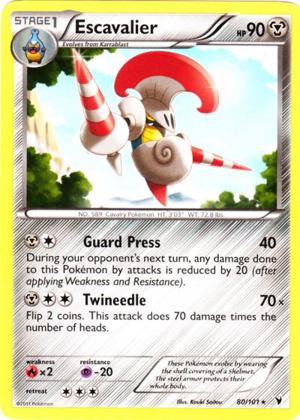 STAGE1 Escavalier HP90
Evolves from Karrablast
NO. 589 Cavalry Pokémon HT. 3'03" WT. 72.8 lbs.
Guard Press 40
During your opponent's next turn, any damage done
to this Pokémon by attacks is reduced by 20 (after
applying Weakness and Resistance).
Twineedle 70×
Flip 2 coins. This attack does 70 damage times the
number of heads.
weakness resistance
×2 -20
retreat
These Pokémon evolve by wearing
the shell covering of a Shelmet.
The steel armor protects their
whole body.
Illus. Kouki Saitou
©2011 Pokémon 80/101